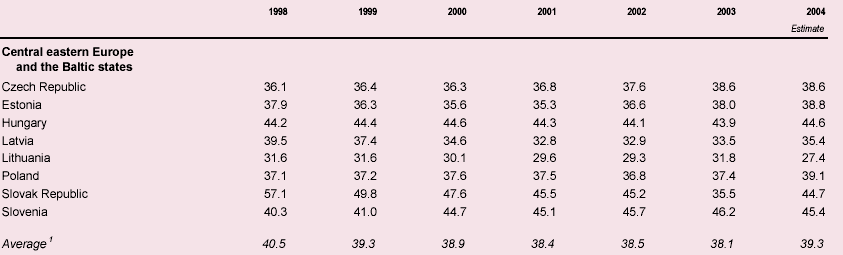 1998 1999 2000 2001 2002 2003 2004
Estimate
Central eastern Europe
and the Baltic states
Czech Republic 36.1 36.4 36.3 36.8 37.6 38.6 38.6
Estonia 37.9 36.3 35.6 35.3 36.6 38.0 38.8
Hungary 44.2 44.4 44.6 44.3 44.1 43.9 44.6
Latvia 39.5 37.4 34.6 32.8 32.9 33.5 35.4
Lithuania 31.6 31.6 30.1 29.6 29.3 31.8 27.4
Poland 37.1 37.2 37.6 37.5 36.8 37.4 39.1
Slovak Republic 57.1 49.8 47.6 45.5 45.2 35.5 44.7
Slovenia 40.3 41.0 44.7 45.1 45.7 46.2 45.4
Average 1 40.5 39.3 38.9 38.4 38.5 38.1 39.3